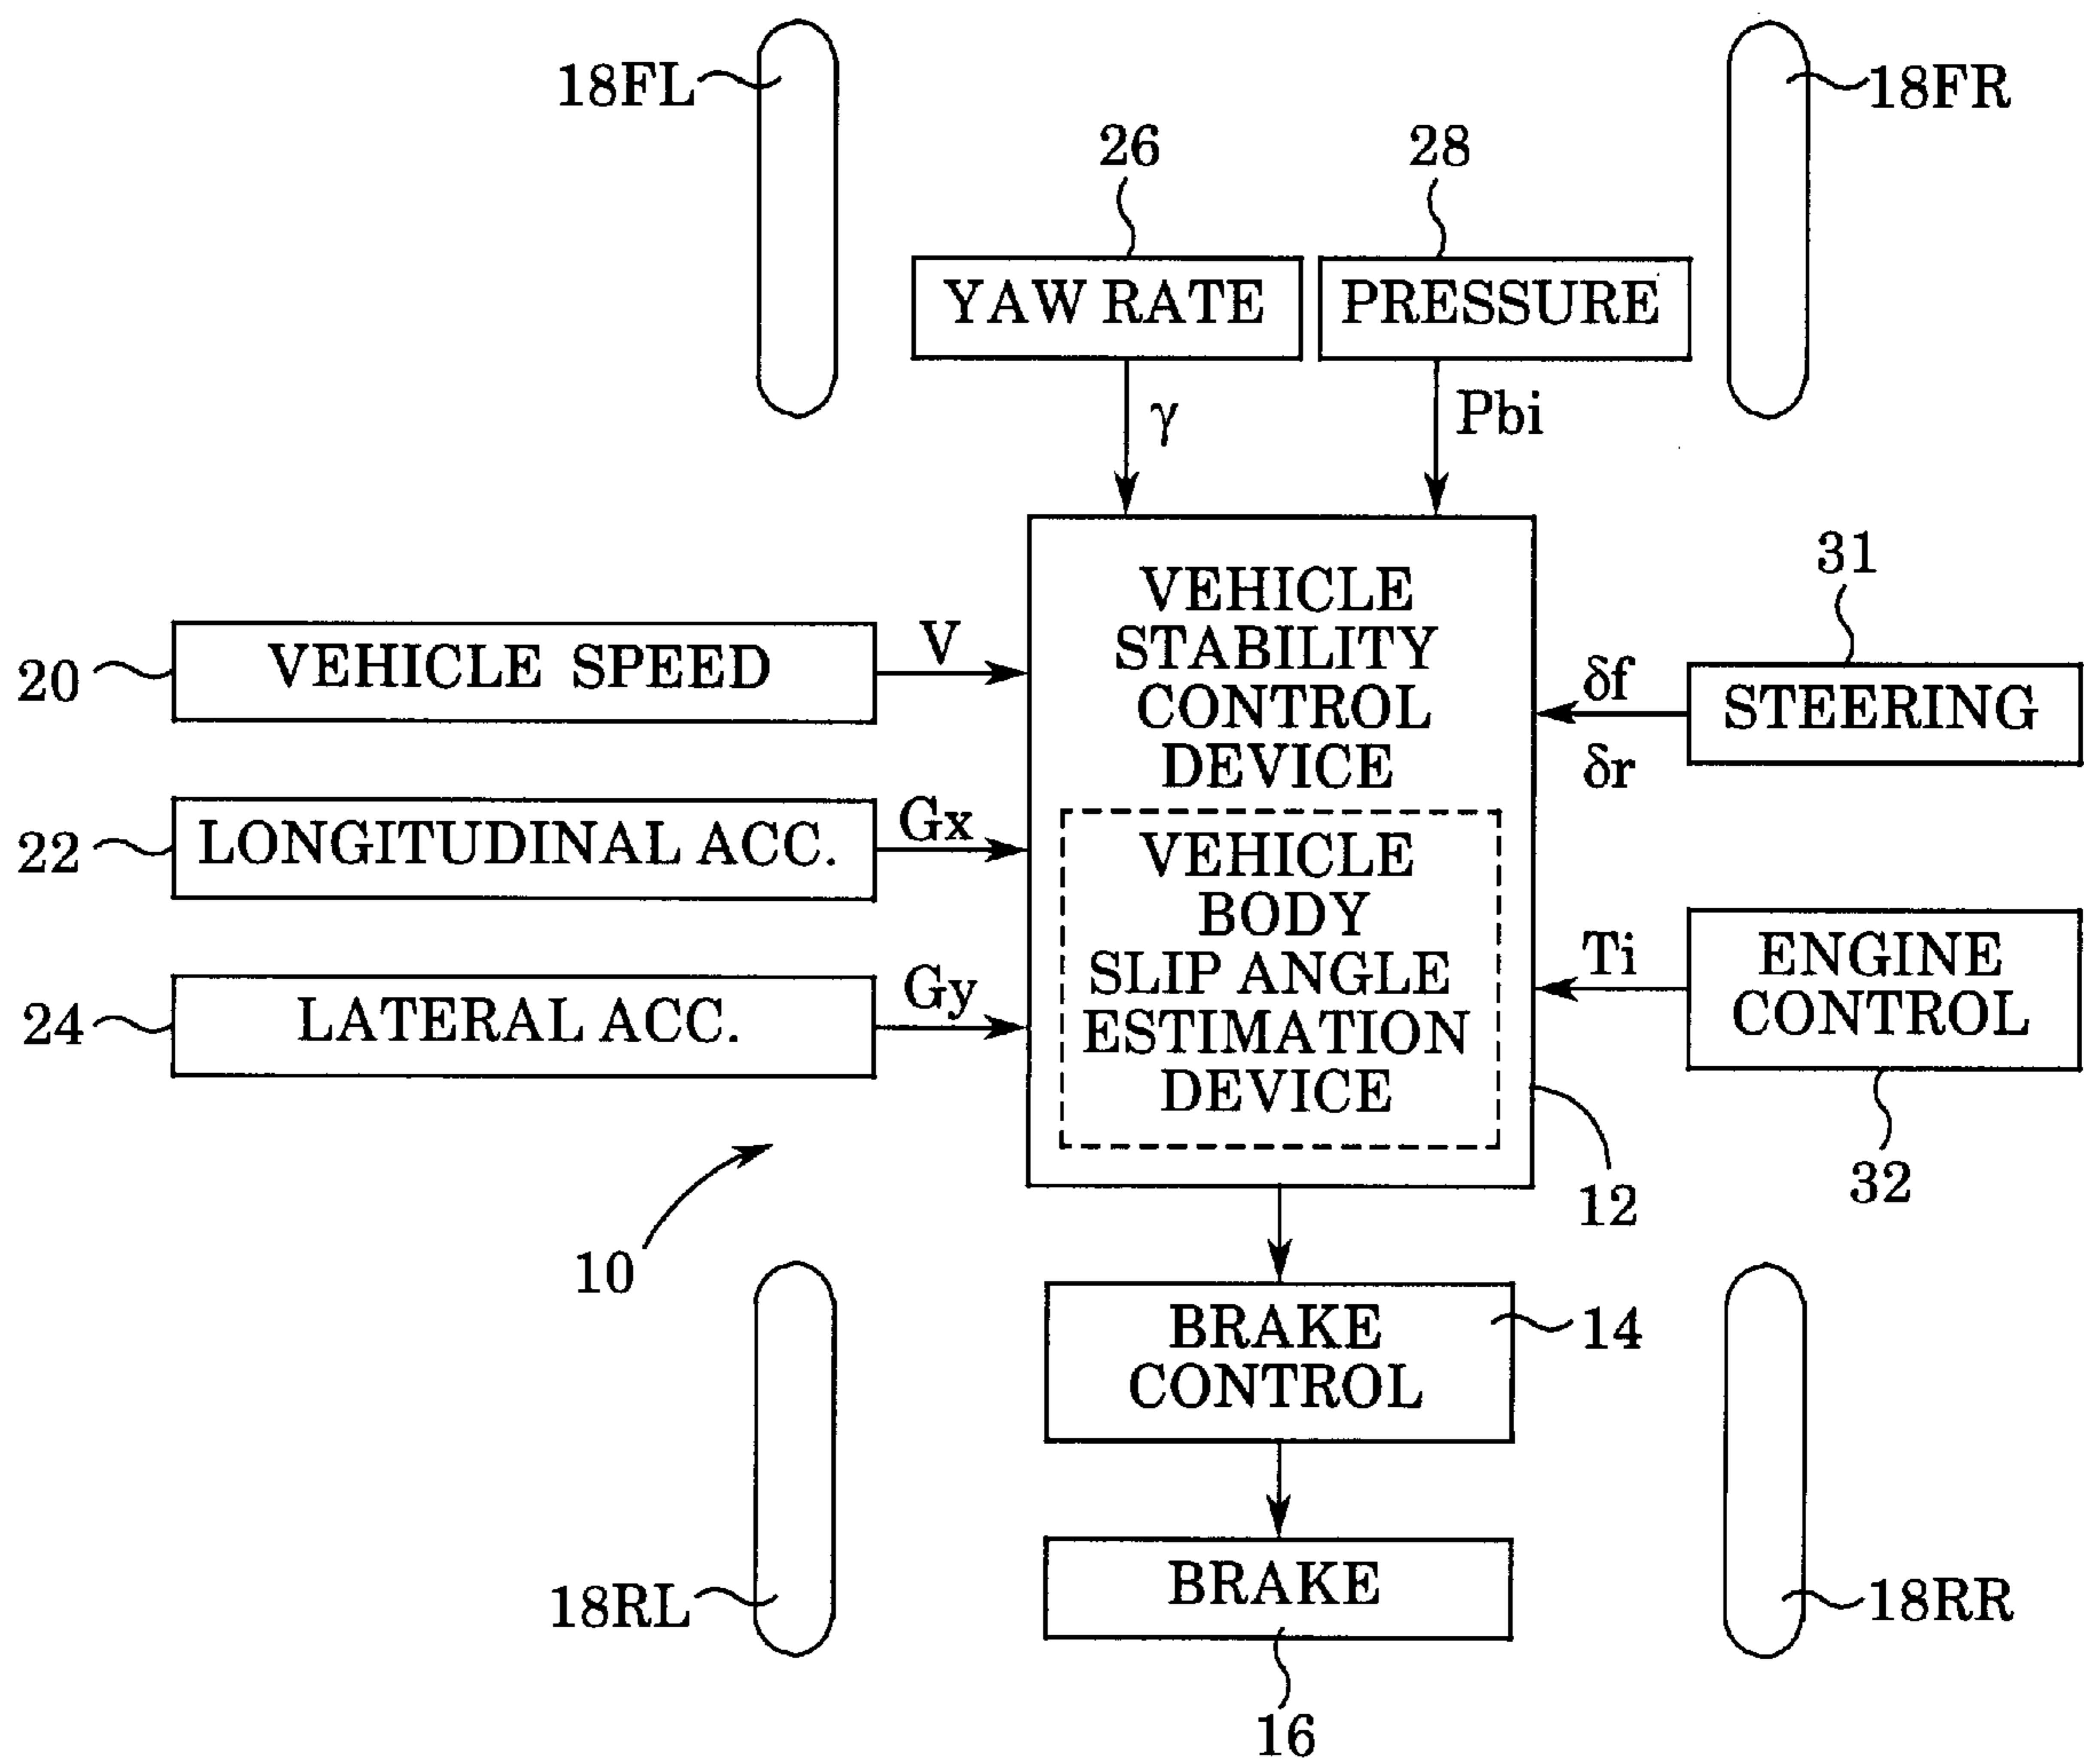 18FL
18FR
26
28
YAW RATE
PRESSURE
γ
Pbi
31
20
VEHICLE SPEED
V
VEHICLE
STABILITY
CONTROL
DEVICE
δf
δr
STEERING
22
LONGITUDINAL ACC.
Gx
VEHICLE
BODY
SLIP ANGLE
ESTIMATION
DEVICE
24
LATERAL ACC.
Gy
Ti
ENGINE
CONTROL
32
12
10
BRAKE
CONTROL
14
BRAKE
18RL
18RR
16